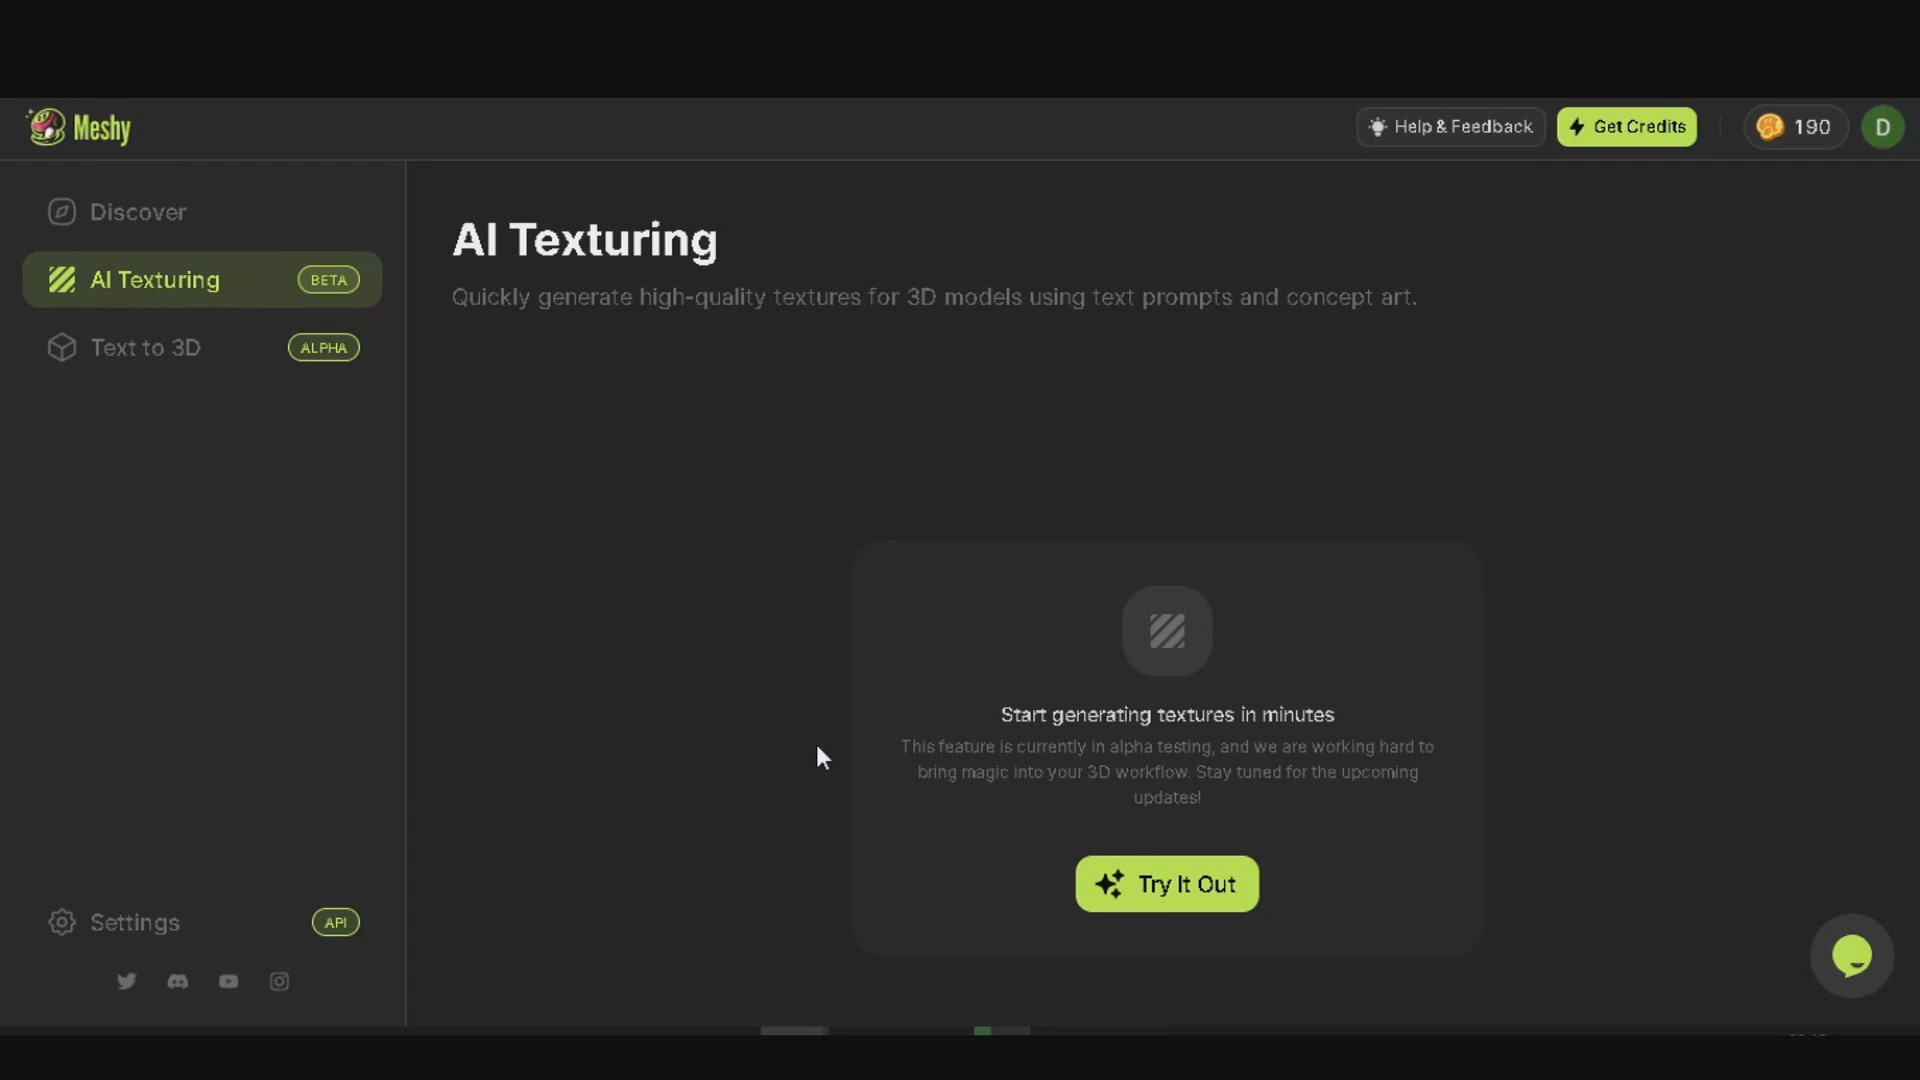 Meshy
Help & Feedback
Get Credits
190
D
Discover
AI Texturing
BETA
Text to 3D
ALPHA
AI Texturing
Quickly generate high-quality textures for 3D models using text prompts and concept art.
Start generating textures in minutes
This feature is currently in alpha testing, and we are working hard to
bring magic into your 3D workflow. Stay tuned for the upcoming
updates!
Try It Out
Settings
API